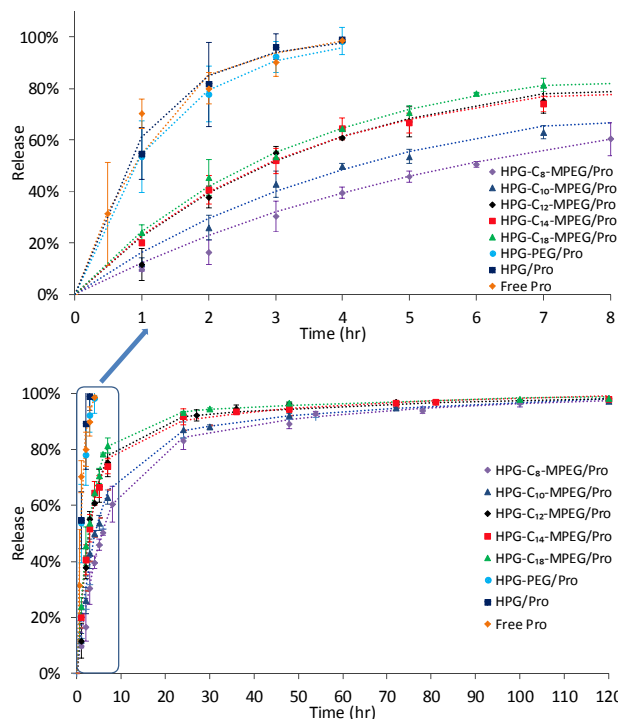 100%
80%
60%
40%
20%
0%
Release
0 1 2 3 4 5 6 7 8
Time (hr)
HPG-C₈-MPEG/Pro
HPG-C₁₀-MPEG/Pro
HPG-C₁₂-MPEG/Pro
HPG-C₁₄-MPEG/Pro
HPG-C₁₈-MPEG/Pro
HPG-PEG/Pro
HPG/Pro
Free Pro
100%
80%
60%
40%
20%
0%
Release
0 10 20 30 40 50 60 70 80 90 100 110 120
Time (hr)
HPG-C₈-MPEG/Pro
HPG-C₁₀-MPEG/Pro
HPG-C₁₂-MPEG/Pro
HPG-C₁₄-MPEG/Pro
HPG-C₁₈-MPEG/Pro
HPG-PEG/Pro
HPG/Pro
Free Pro